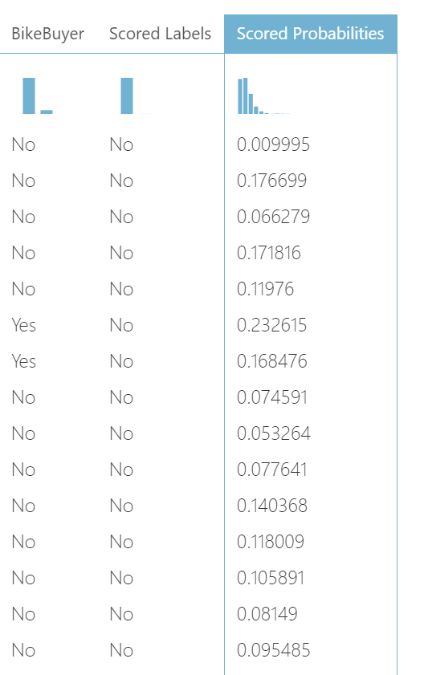 BikeBuyer Scored Labels Scored Probabilities
No No 0.009995
No No 0.176699
No No 0.066279
No No 0.171816
No No 0.11976
Yes No 0.232615
Yes No 0.168476
No No 0.074591
No No 0.053264
No No 0.077641
No No 0.140368
No No 0.118009
No No 0.105891
No No 0.08149
No No 0.095485